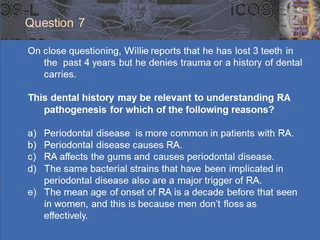 Question 7
On close questioning, Willie reports that he has lost 3 teeth in
the past 4 years but he denies trauma or a history of dental
carries.
This dental history may be relevant to understanding RA
pathogenesis for which of the following reasons?
a) Periodontal disease is more common in patients with RA.
b) Periodontal disease causes RA.
c) RA affects the gums and causes periodontal disease.
d) The same bacterial strains that have been implicated in
periodontal disease also are a major trigger of RA.
e) The mean age of onset of RA is a decade before that seen
in women, and this is because men don't floss as
effectively.